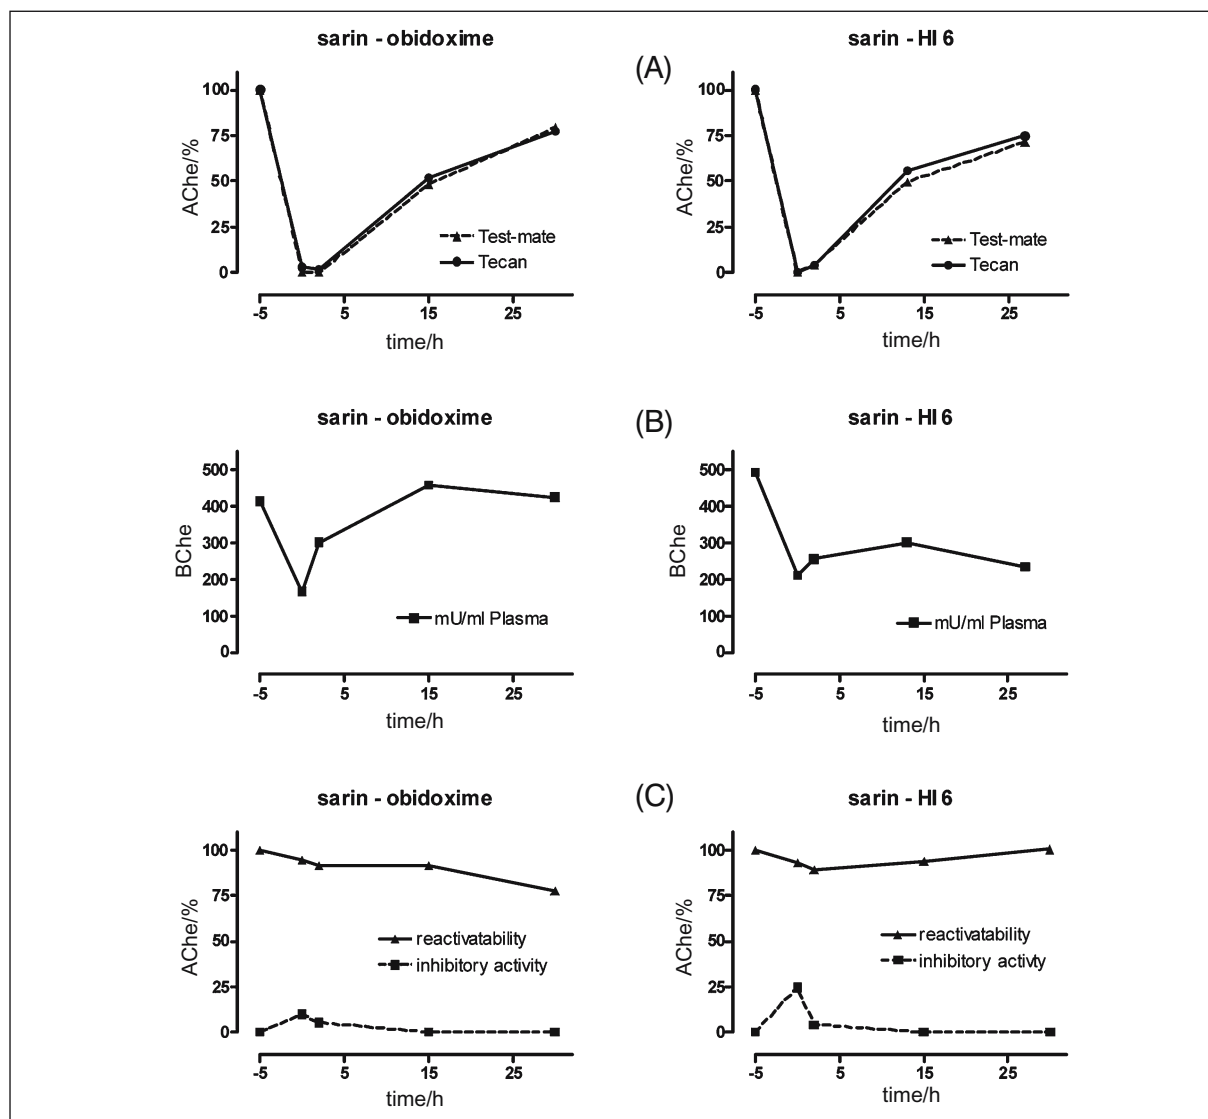 sarin - obidoxime
(A)
sarin - HI 6
AChe/%
100
75
50
25
0
Test-mate
Tecan
-5 5 15 25
time/h
AChe/%
100
75
50
25
0
Test-mate
Tecan
-5 5 15 25
time/h
sarin - obidoxime
(B)
sarin - HI 6
BChe
500
400
300
200
100
0
mU/ml Plasma
-5 5 15 25
time/h
BChe
500
400
300
200
100
0
mU/ml Plasma
-5 5 15 25
time/h
sarin - obidoxime
(C)
sarin - HI 6
AChe/%
100
75
50
25
0
reactivatability
inhibitory activity
-5 5 15 25
time/h
AChe/%
100
75
50
25
0
reactivatability
inhibitory activity
-5 5 15 25
time/h